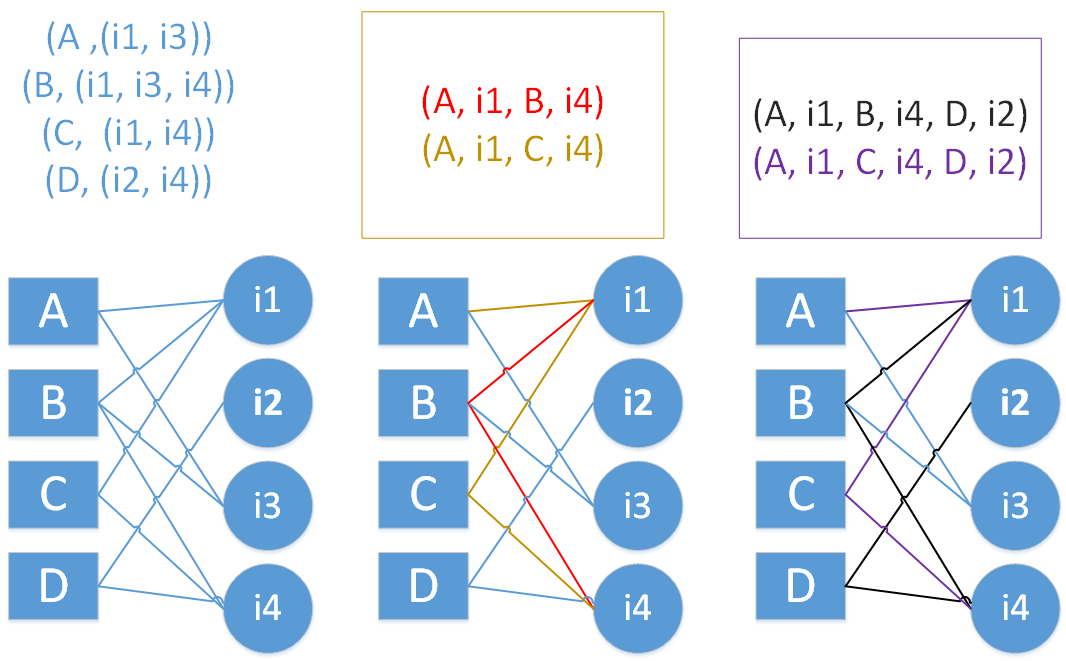 (A ,(i1, i3))
(B, (i1, i3, i4))
(C,  (i1, i4))
(D, (i2, i4))
(A, i1, B, i4)
(A, i1, C, i4)
(A, i1, B, i4, D, i2)
(A, i1, C, i4, D, i2)
A
B
C
D
i1
i2
i3
i4
A
B
C
D
i1
i2
i3
i4
A
B
C
D
i1
i2
i3
i4